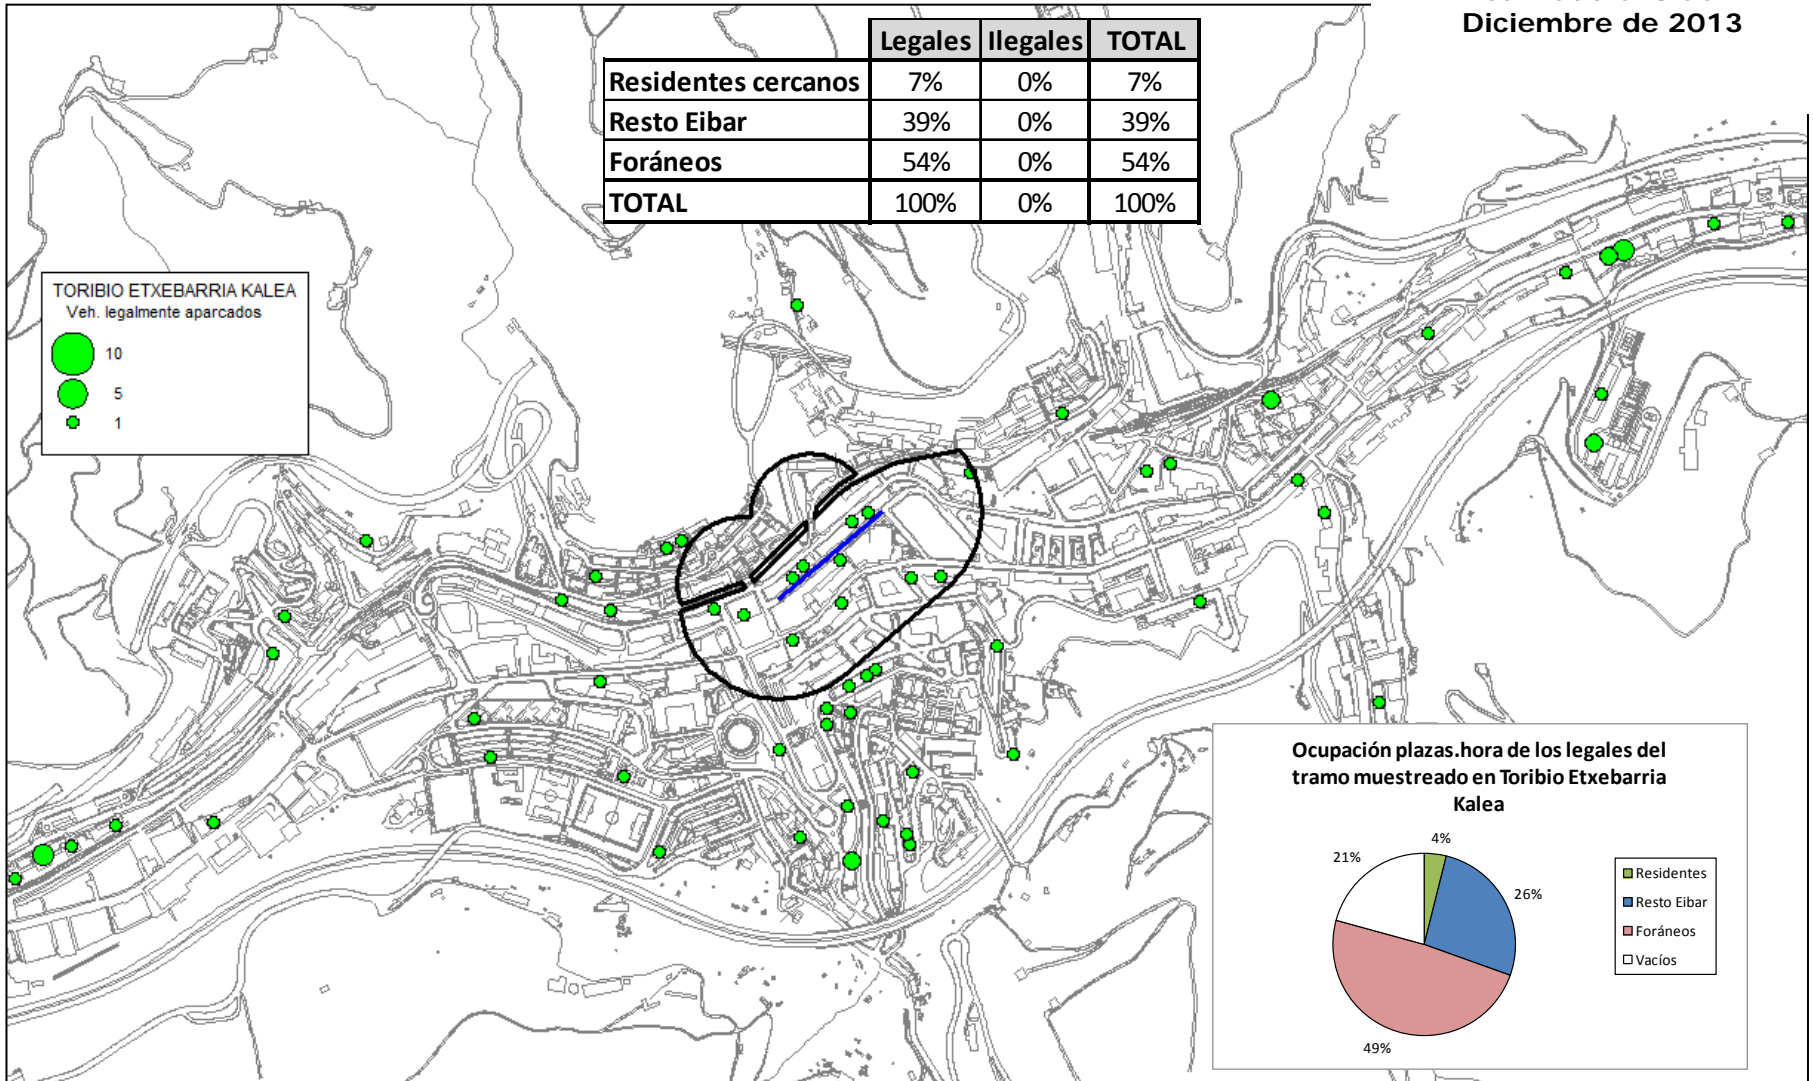 Diciembre de 2013
Legales Ilegales TOTAL
Residentes cercanos 7% 0% 7%
Resto Eibar 39% 0% 39%
Foráneos 54% 0% 54%
TOTAL 100% 0% 100%
TORIBIO ETXEBARRIA KALEA
Veh. legalmente aparcados
10
5
1
Ocupación plazas.hora de los legales del
tramo muestreado en Toribio Etxebarria
Kalea
4%
21%
26%
49%
Residentes
Resto Eibar
Foráneos
Vacíos